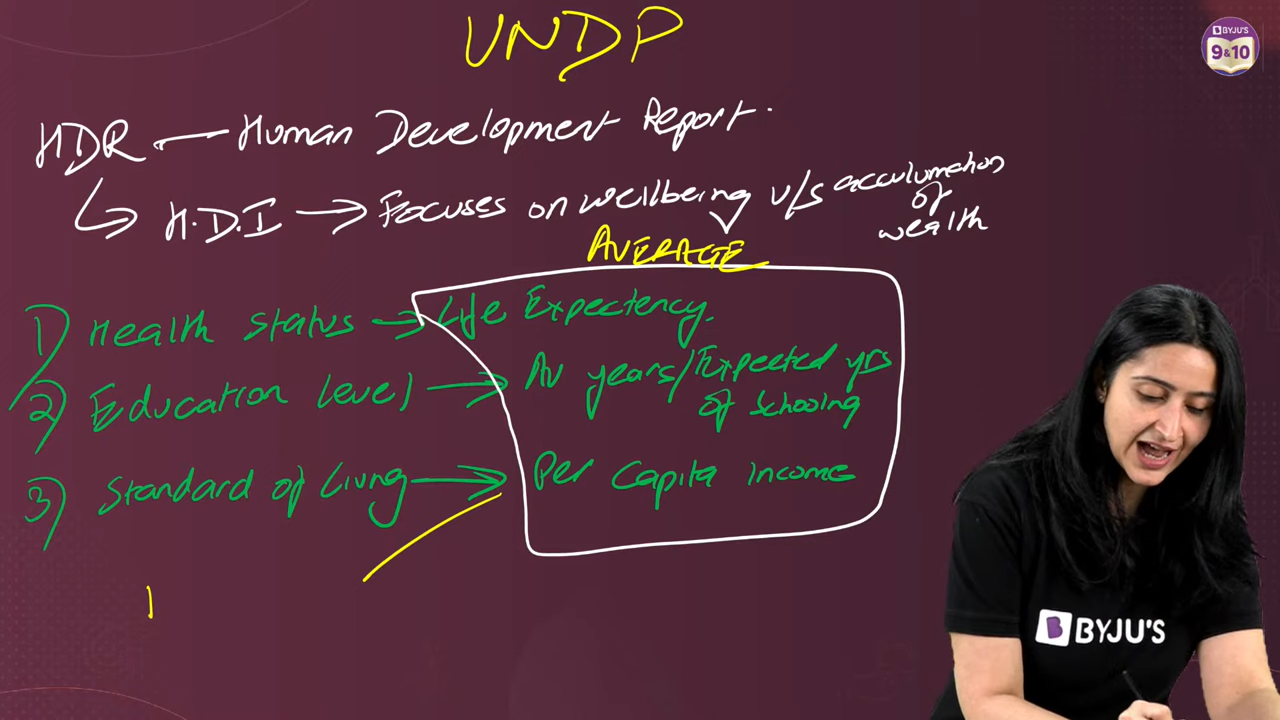 UNDP
BYJU'S
9&10
HDR — Human Development Report.
H.D.I → Focuses on wellbeing v/s acculumation
of
wealth
AVERAGE
1) Health status → Life Expectency.
2) Education level → Av years/Expected yrs
of schooling
3) Standard of Living → Per capita income
BYJU'S